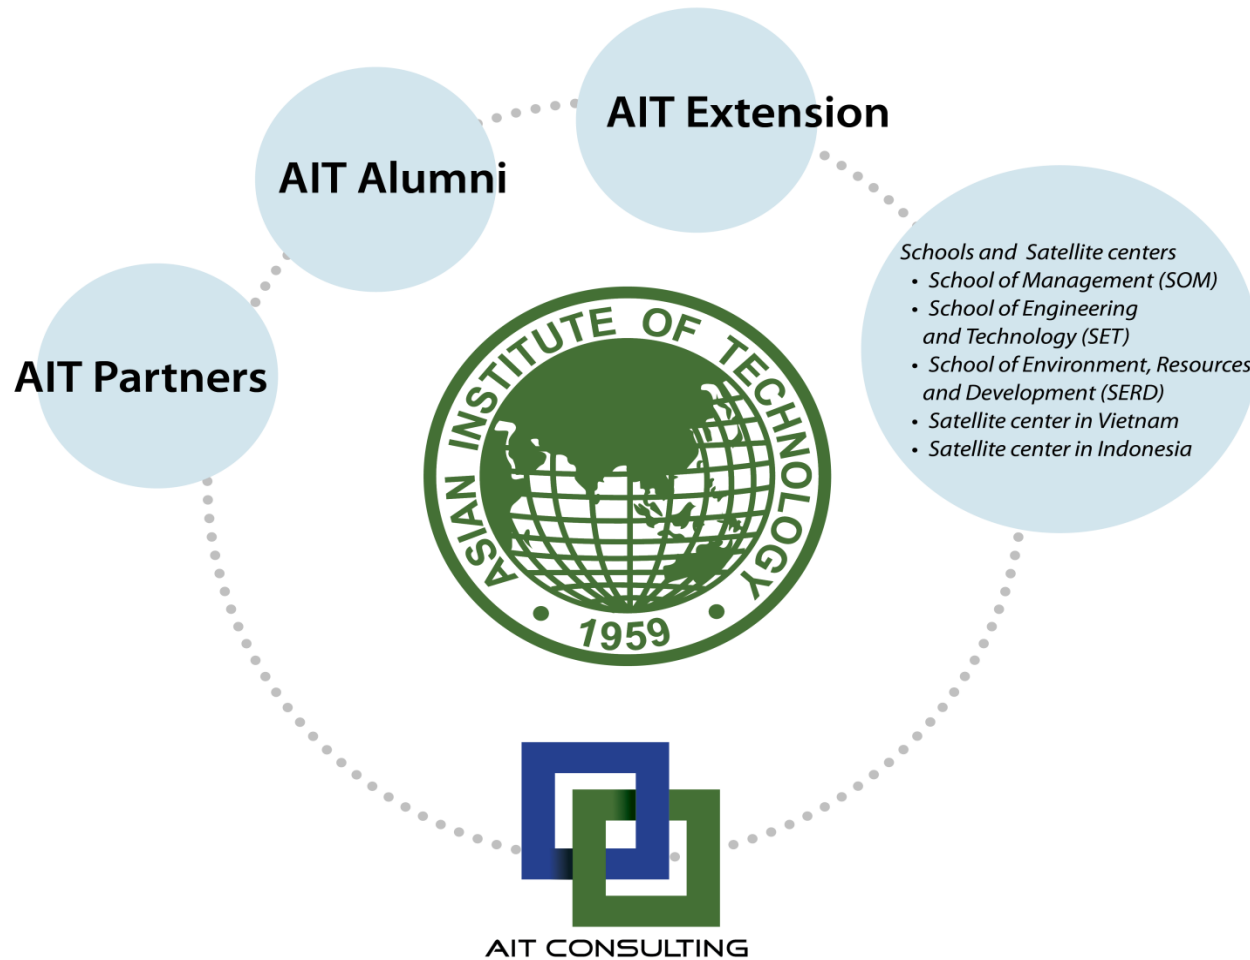 AIT Extension
AIT Alumni
AIT Partners
Schools and Satellite centers
• School of Management (SOM)
• School of Engineering
and Technology (SET)
• School of Environment, Resources
and Development (SERD)
• Satellite center in Vietnam
• Satellite center in Indonesia
ASIAN INSTITUTE OF TECHNOLOGY
• 1959 •
AIT CONSULTING